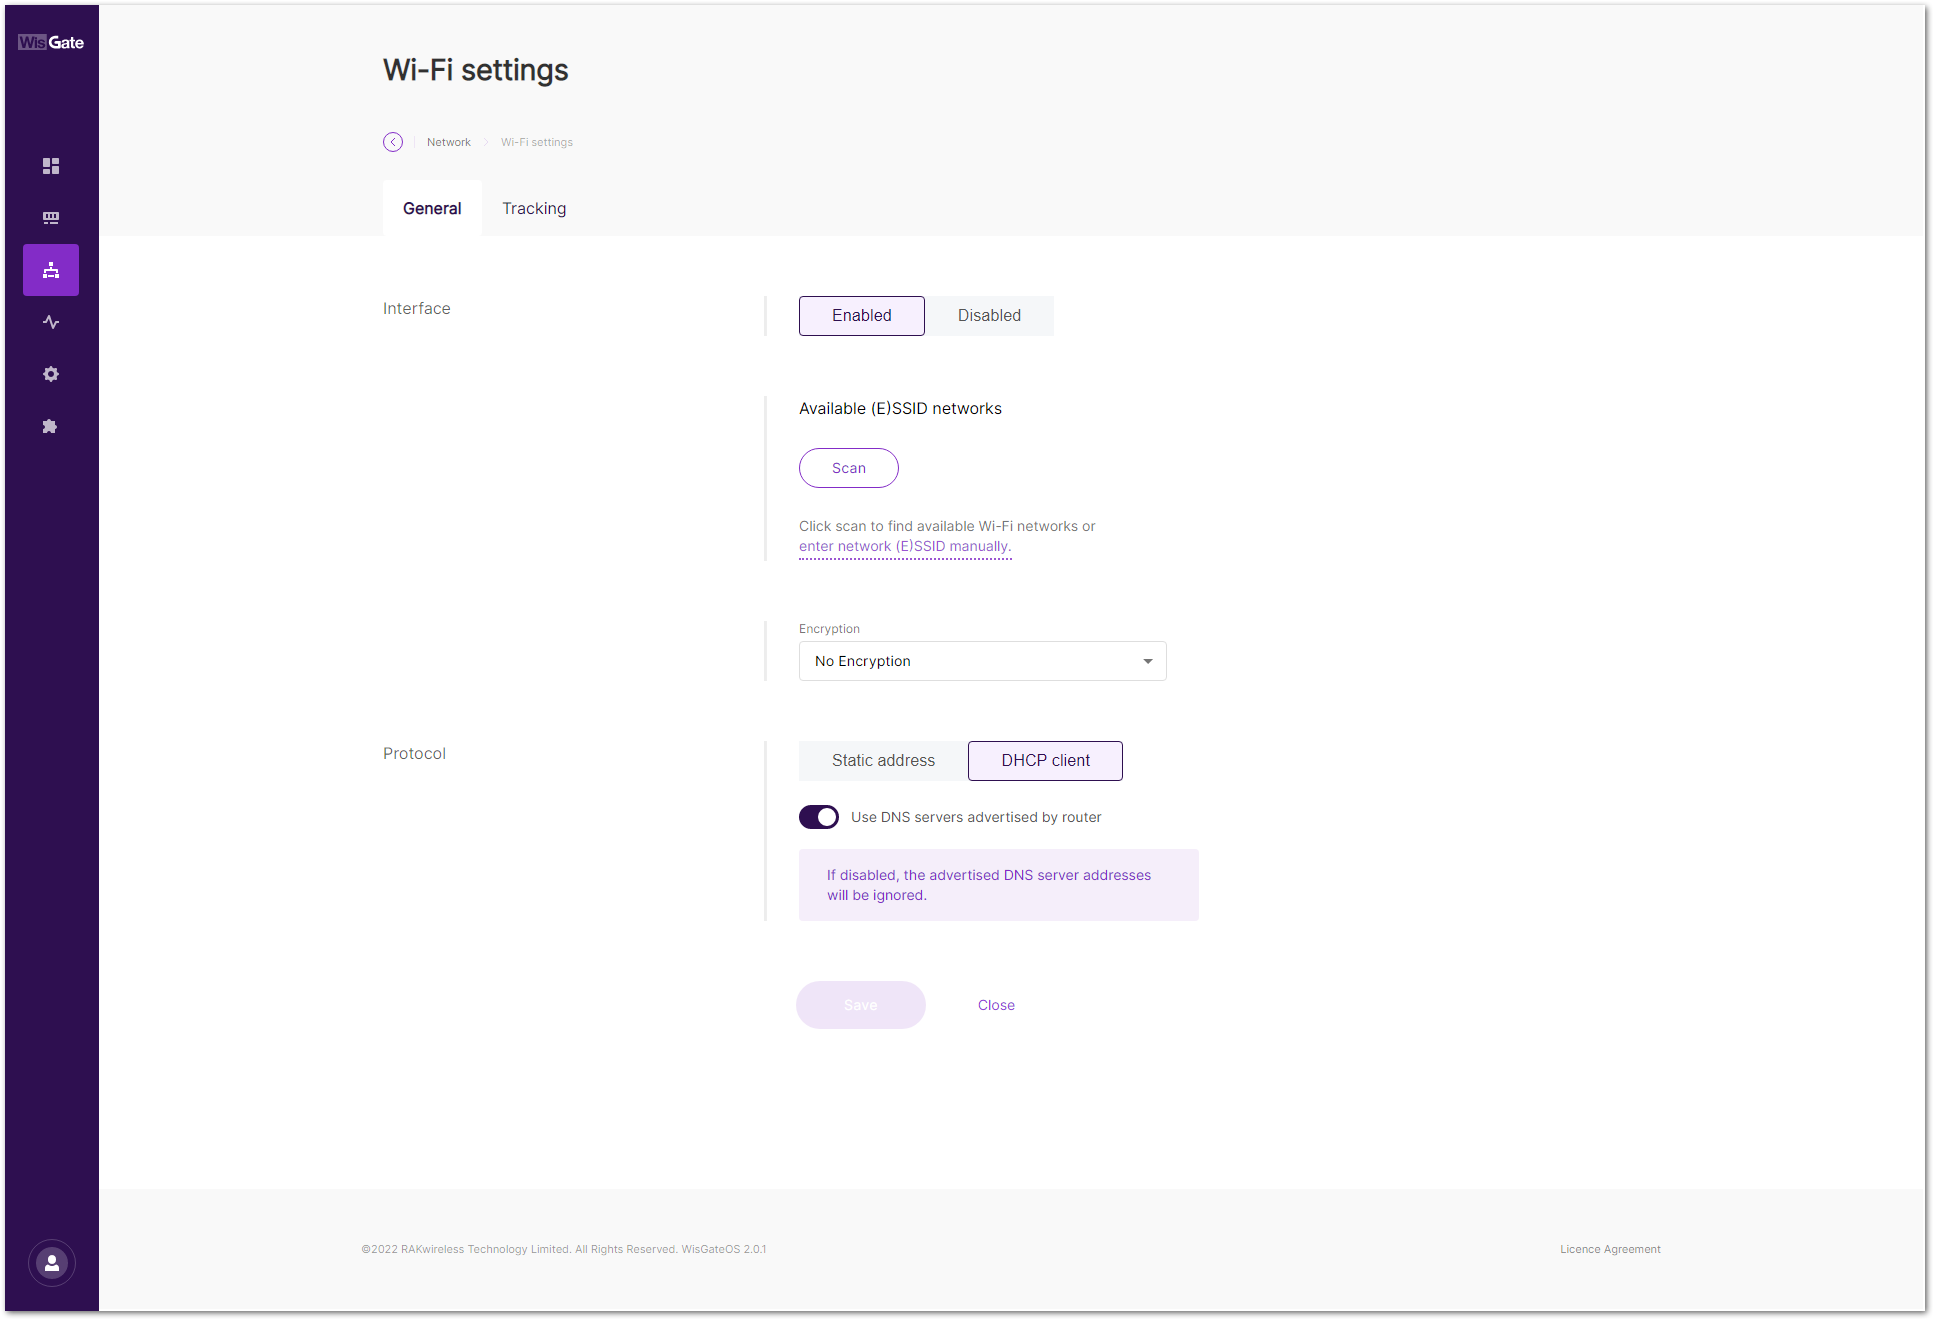 WisGate
Wi-Fi settings
Network
Wi-Fi settings
General
Tracking
Interface
Enabled
Disabled
Available (E)SSID networks
Scan
Click scan to find available Wi-Fi networks or
enter network (E)SSID manually.
Encryption
No Encryption
Protocol
Static address
DHCP client
Use DNS servers advertised by router
If disabled, the advertised DNS server addresses
will be ignored.
Save
Close
©2022 RAKwireless Technology Limited. All Rights Reserved. WisGateOS 2.0.1
Licence Agreement